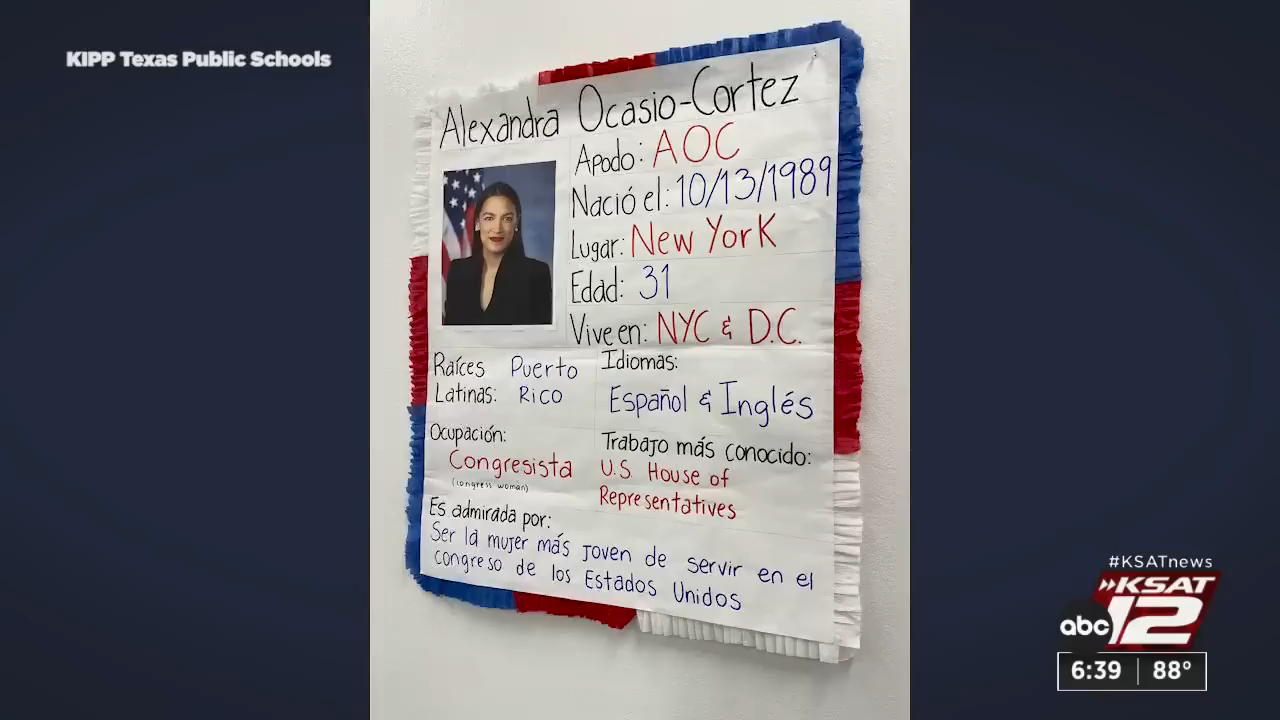 KIPP Texas Public Schools
Alexandra Ocasio-Cortez
Apodo: AOC
Nació el: 10/13/1989
Lugar: New York
Edad: 31
Vive en: NYC & D.C.
Raíces Puerto
Latinas: Rico
Idiomas:
Español & Inglés
Ocupación:
Congresista
(congress woman)
Trabajo más conocido:
U.S. House of
Representatives
Es admirada por:
Ser la mujer más joven de servir en el
congreso de los Estados Unidos
#KSATnews
KSAT
abc 12
6:39 88°